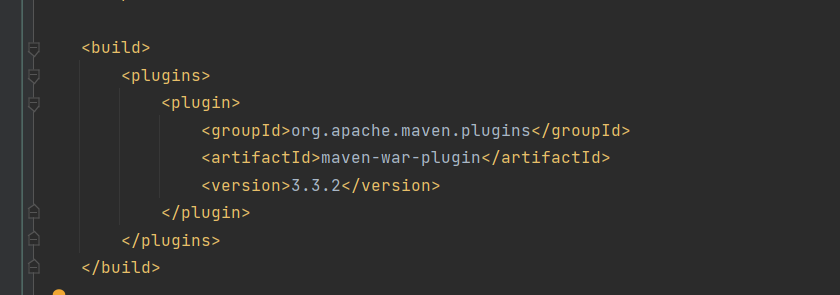 <build>
<plugins>
<plugin>
<groupId>org.apache.maven.plugins</groupId>
<artifactId>maven-war-plugin</artifactId>
<version>3.3.2</version>
</plugin>
</plugins>
</build>